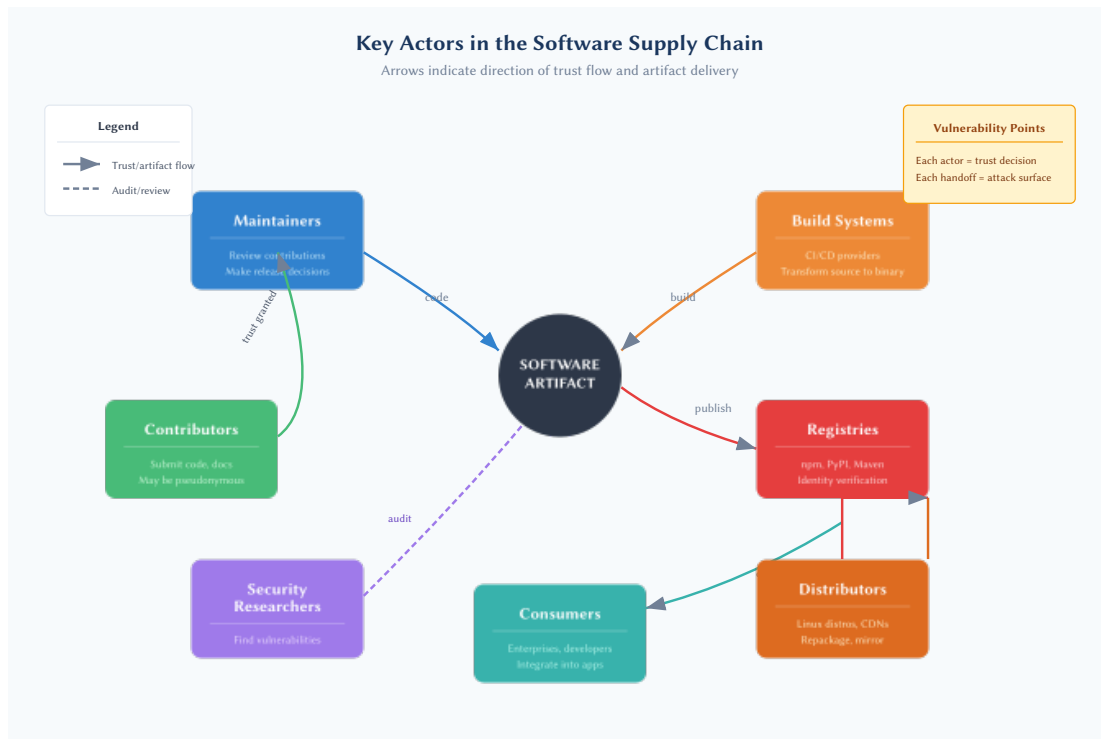 Key Actors in the Software Supply Chain
Arrows indicate direction of trust flow and artifact delivery
Legend
Trust/artifact flow
Audit/review
Vulnerability Points
Each actor = trust decision
Each handoff = attack surface
Maintainers
Review contributions
Make release decisions
Build Systems
CI/CD providers
Transform source to binary
code
build
trust granted
SOFTWARE
ARTIFACT
publish
Contributors
Submit code, docs
May be pseudonymous
Registries
npm, PyPI, Maven
Identity verification
audit
Security
Researchers
Find vulnerabilities
Consumers
Enterprises, developers
Integrate into apps
Distributors
Linux distros, CDNs
Repackage, mirror